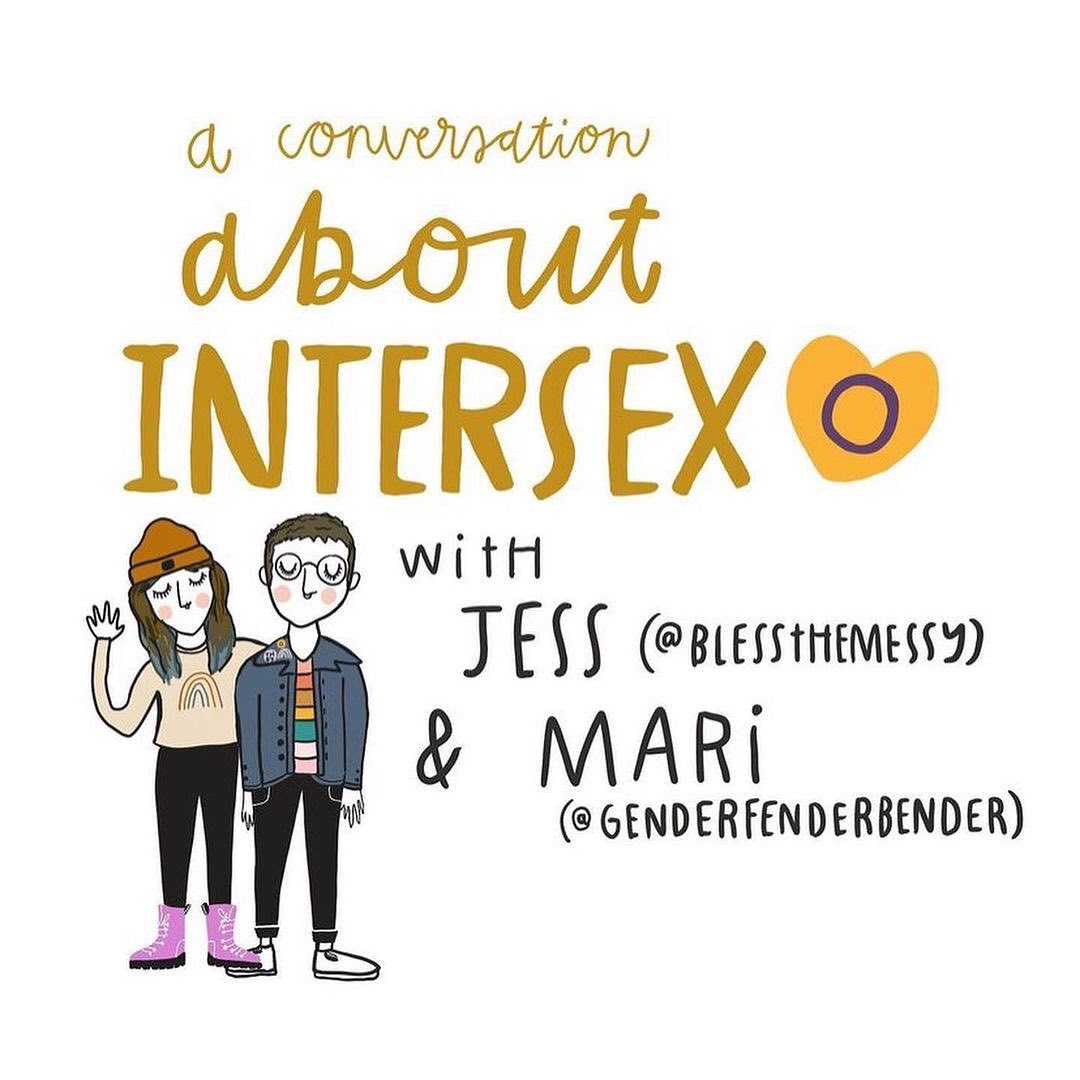 a conversation
about
INTERSEX
with
JESS (@BLESSTHEMESSY)
& MARi
(@GENDERFENDERBENDER)